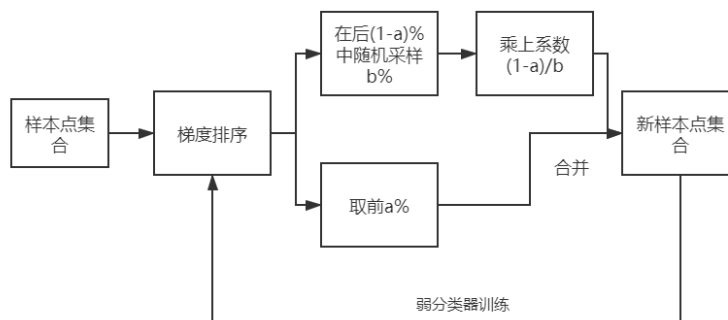 样本点集
合
梯度排序
在后(1-a)%
中随机采样
b%
乘上系数
(1-a)/b
取前a%
合并
新样本点集
合
弱分类器训练